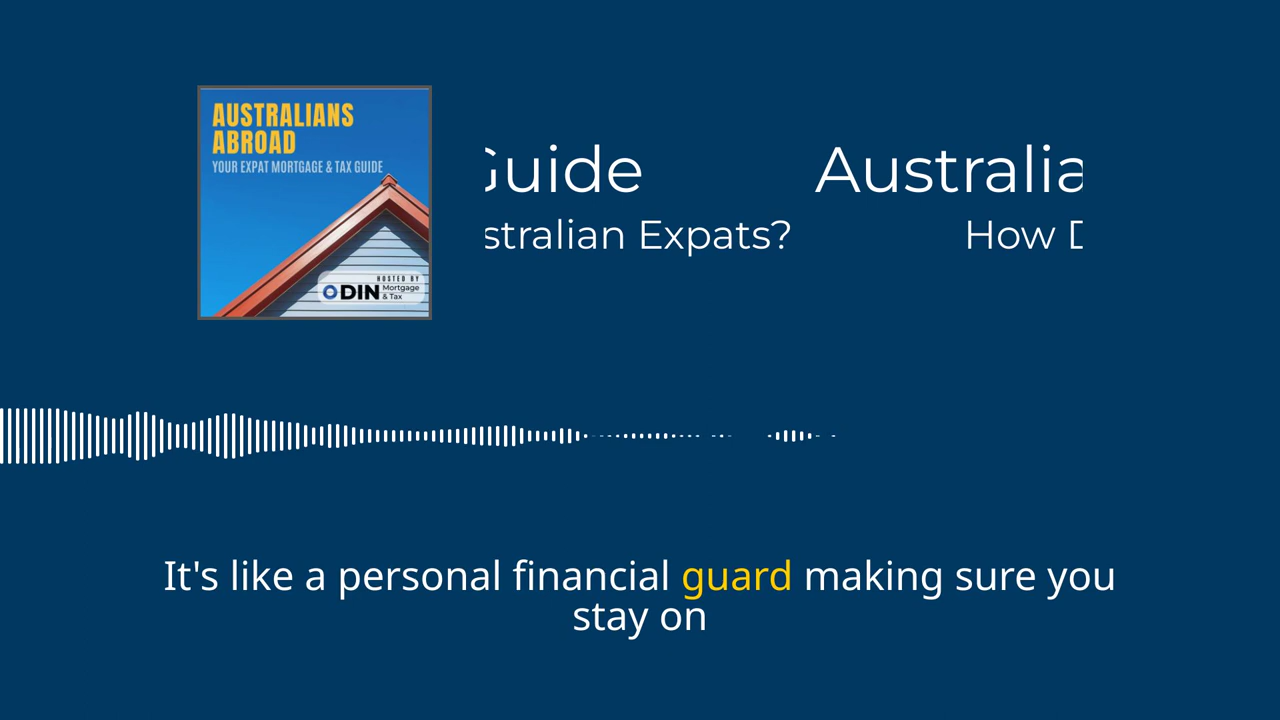 AUSTRALIANS
ABROAD
YOUR EXPAT MORTGAGE & TAX GUIDE
HOSTED BY
ODIN Mortgage
& Tax
Guide Australia
stralian Expats? How D
It's like a personal financial guard making sure you
stay on